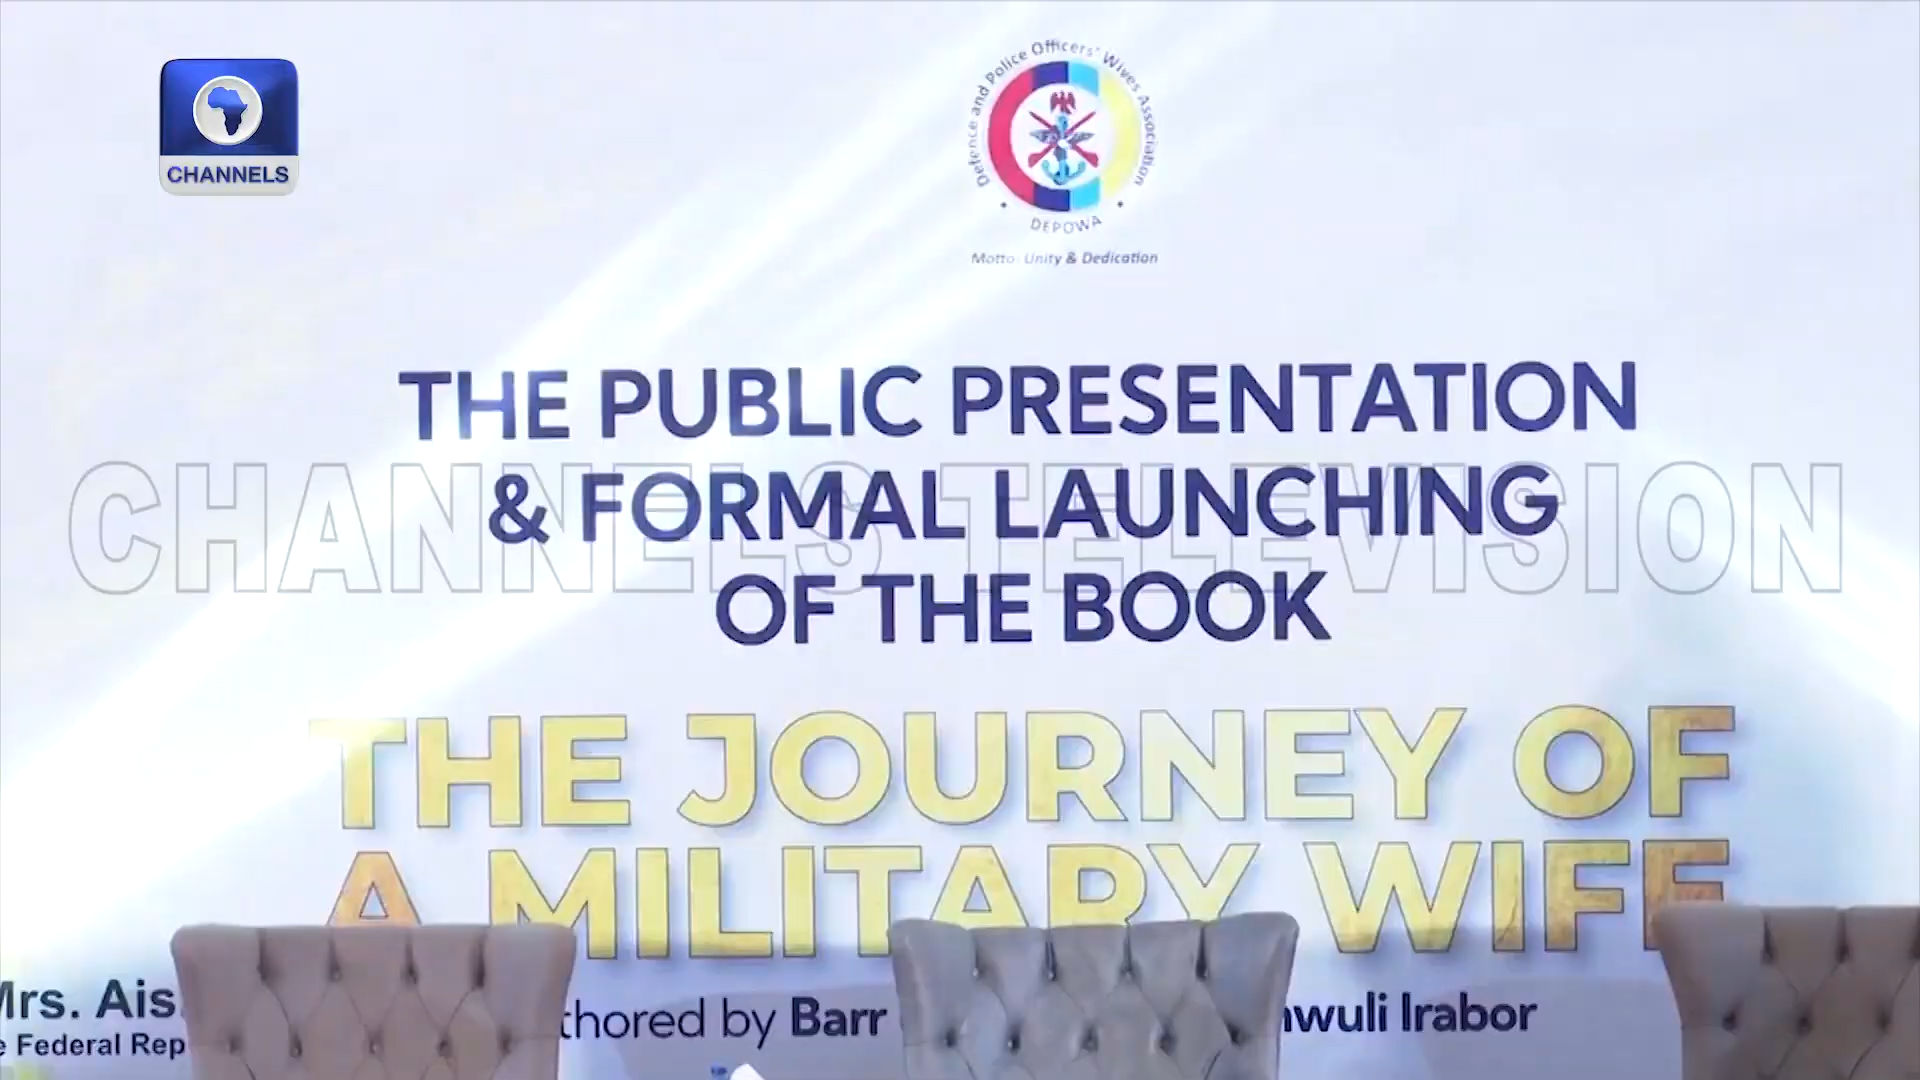 CHANNELS
Defence and Police Officers' Wives Association
DEPOWA
Motto: Unity & Dedication
THE PUBLIC PRESENTATION
& FORMAL LAUNCHING
OF THE BOOK
CHANNELS TELEVISION
THE JOURNEY OF
A MILITARY WIFE
Mrs. Ais
Federal Rep
thored by Barr
wuli Irabor